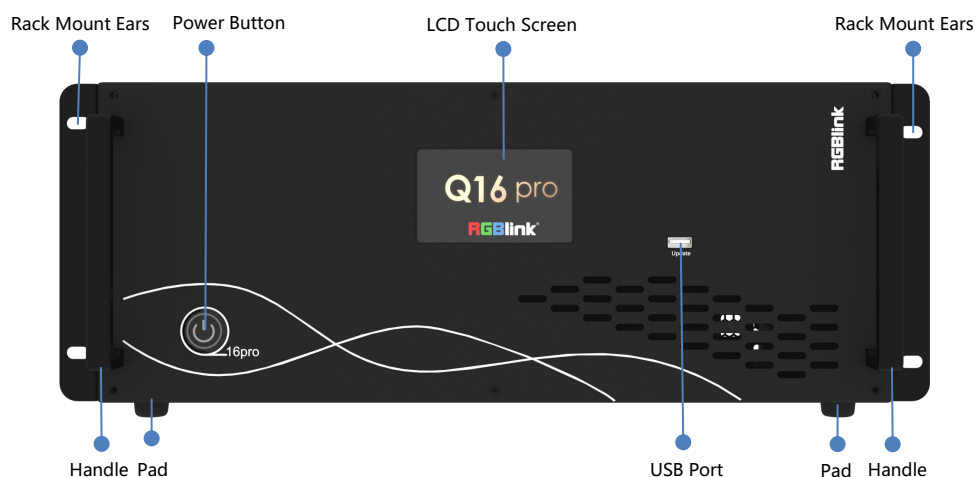 Rack Mount Ears
Power Button
LCD Touch Screen
Rack Mount Ears
RGBlink
Q16 pro
RGBlink®
Update
16pro
Handle
Pad
USB Port
Pad
Handle